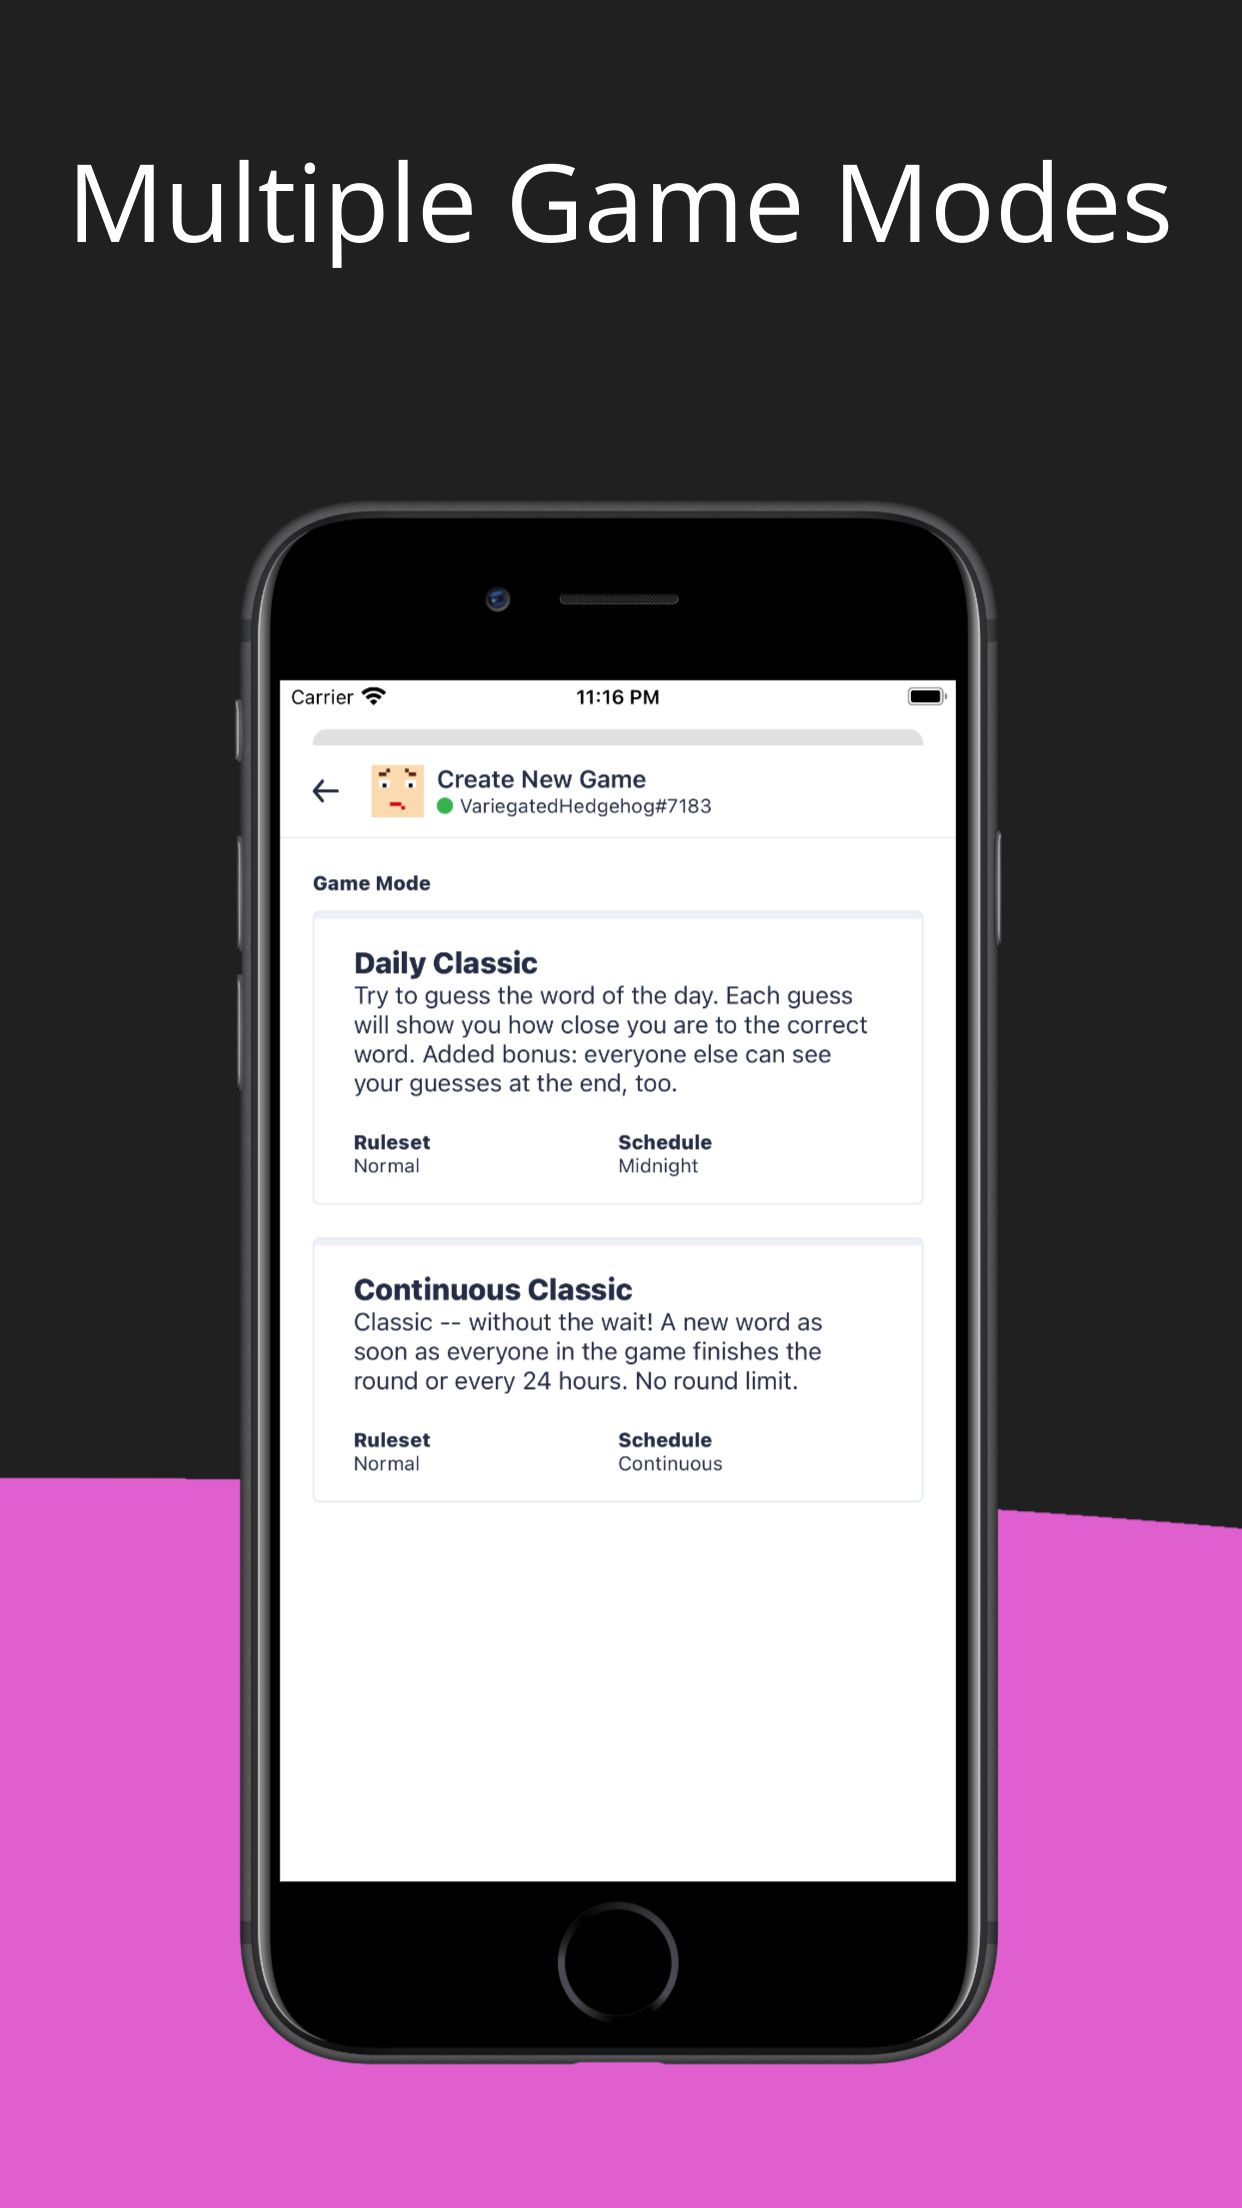 Multiple Game Modes
Carrier
11:16 PM
Create New Game
VariegatedHedgehog#7183
Game Mode
Daily Classic
Try to guess the word of the day. Each guess
will show you how close you are to the correct
word. Added bonus: everyone else can see
your guesses at the end, too.
Ruleset Schedule
Normal Midnight
Continuous Classic
Classic -- without the wait! A new word as
soon as everyone in the game finishes the
round or every 24 hours. No round limit.
Ruleset Schedule
Normal Continuous